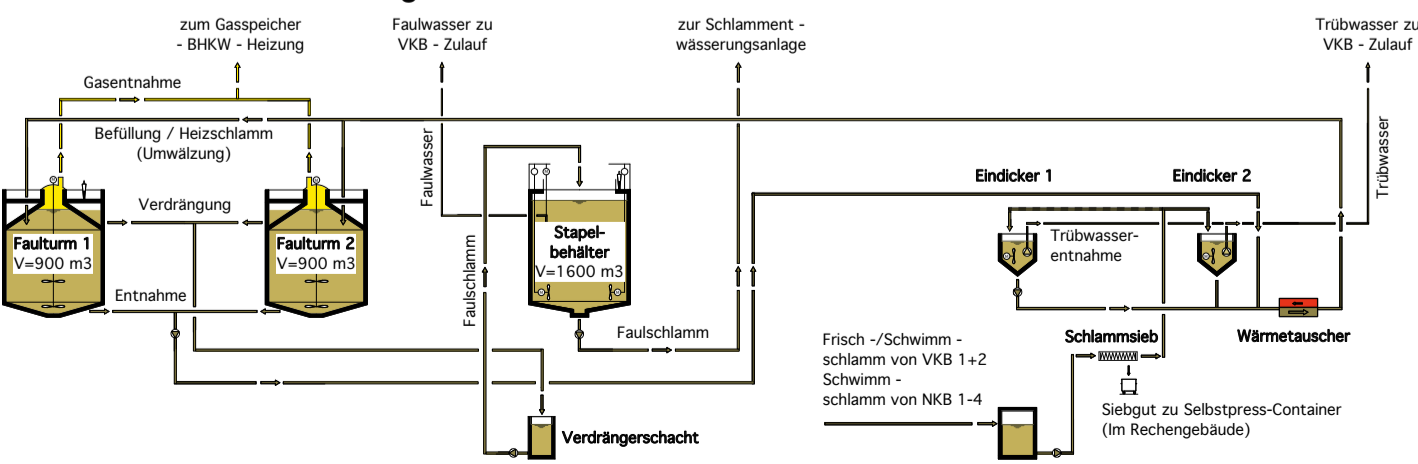 zum Gasspeicher
- BHKW - Heizung
Faulwasser zu
VKB - Zulauf
zur Schlamment -
wässerungsanlage
Trübwasser zu
VKB - Zulauf
Gasentnahme
Befüllung / Heizschlamm
(Umwälzung)
Faulwasser
Trübwasser
Eindicker 1
Eindicker 2
Verdrängung
Faulturm 1
V=900 m3
Faulturm 2
V=900 m3
Stapel-
behälter
V=1600 m3
Trübwasser-
entnahme
Entnahme
Faulschlamm
Faulschlamm
Frisch -/Schwimm -
schlamm von VKB 1+2
Schwimm -
schlamm von NKB 1-4
Schlammsieb
Wärmetauscher
Siebgut zu Selbstpress-Container
(Im Rechengebäude)
Verdrängerschacht